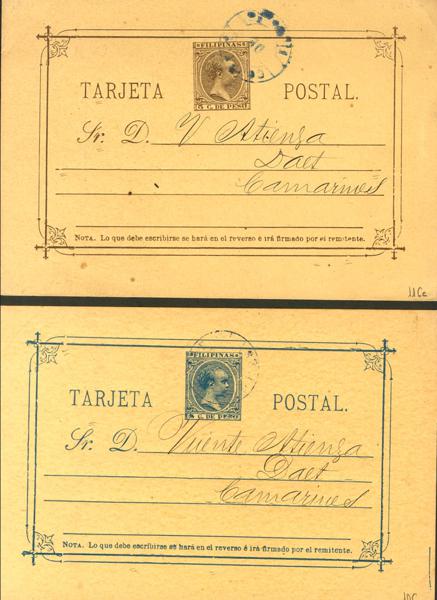 FILIPINAS
5 C. DE PESO
TARJETA POSTAL.
Sr. D. V Atienza
Daet
Camarines
NOTA. Lo que debe escribirse se hará en el reverso é irá firmado por el remitente.
11Ce
FILIPINAS
C. DE PESO
TARJETA POSTAL.
Sr. D. Vicente Atienza
Daet
Camarines
NOTA. Lo que debe escribirse se hará en el reverso é irá firmado por el remitente.